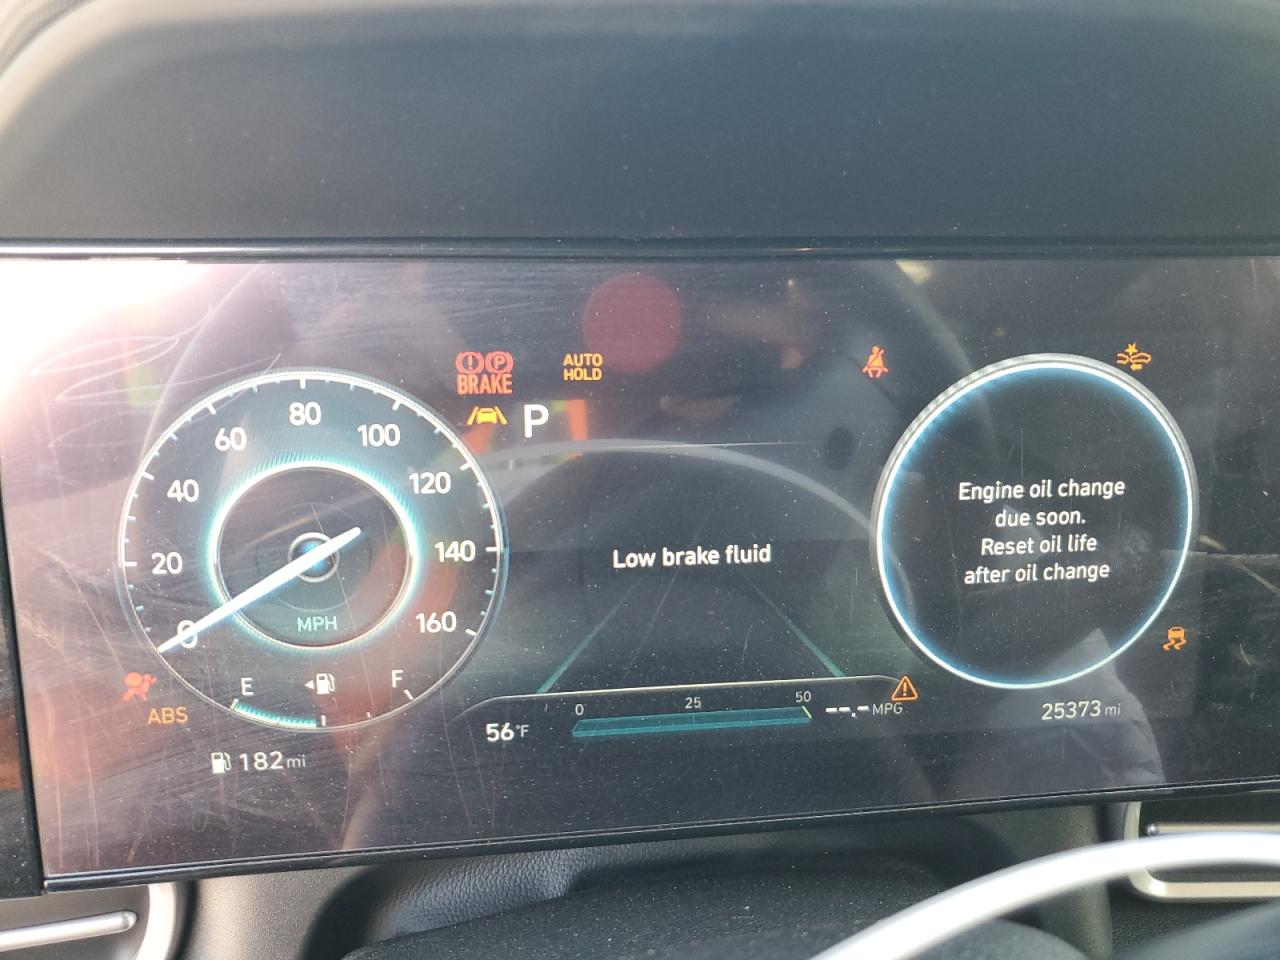 BRAKE
AUTO
HOLD
P
0
20
40
60
80
100
120
140
160
MPH
E
F
ABS
182 mi
Low brake fluid
56°F
0
25
50
--.- MPG
Engine oil change
due soon.
Reset oil life
after oil change
25373 mi